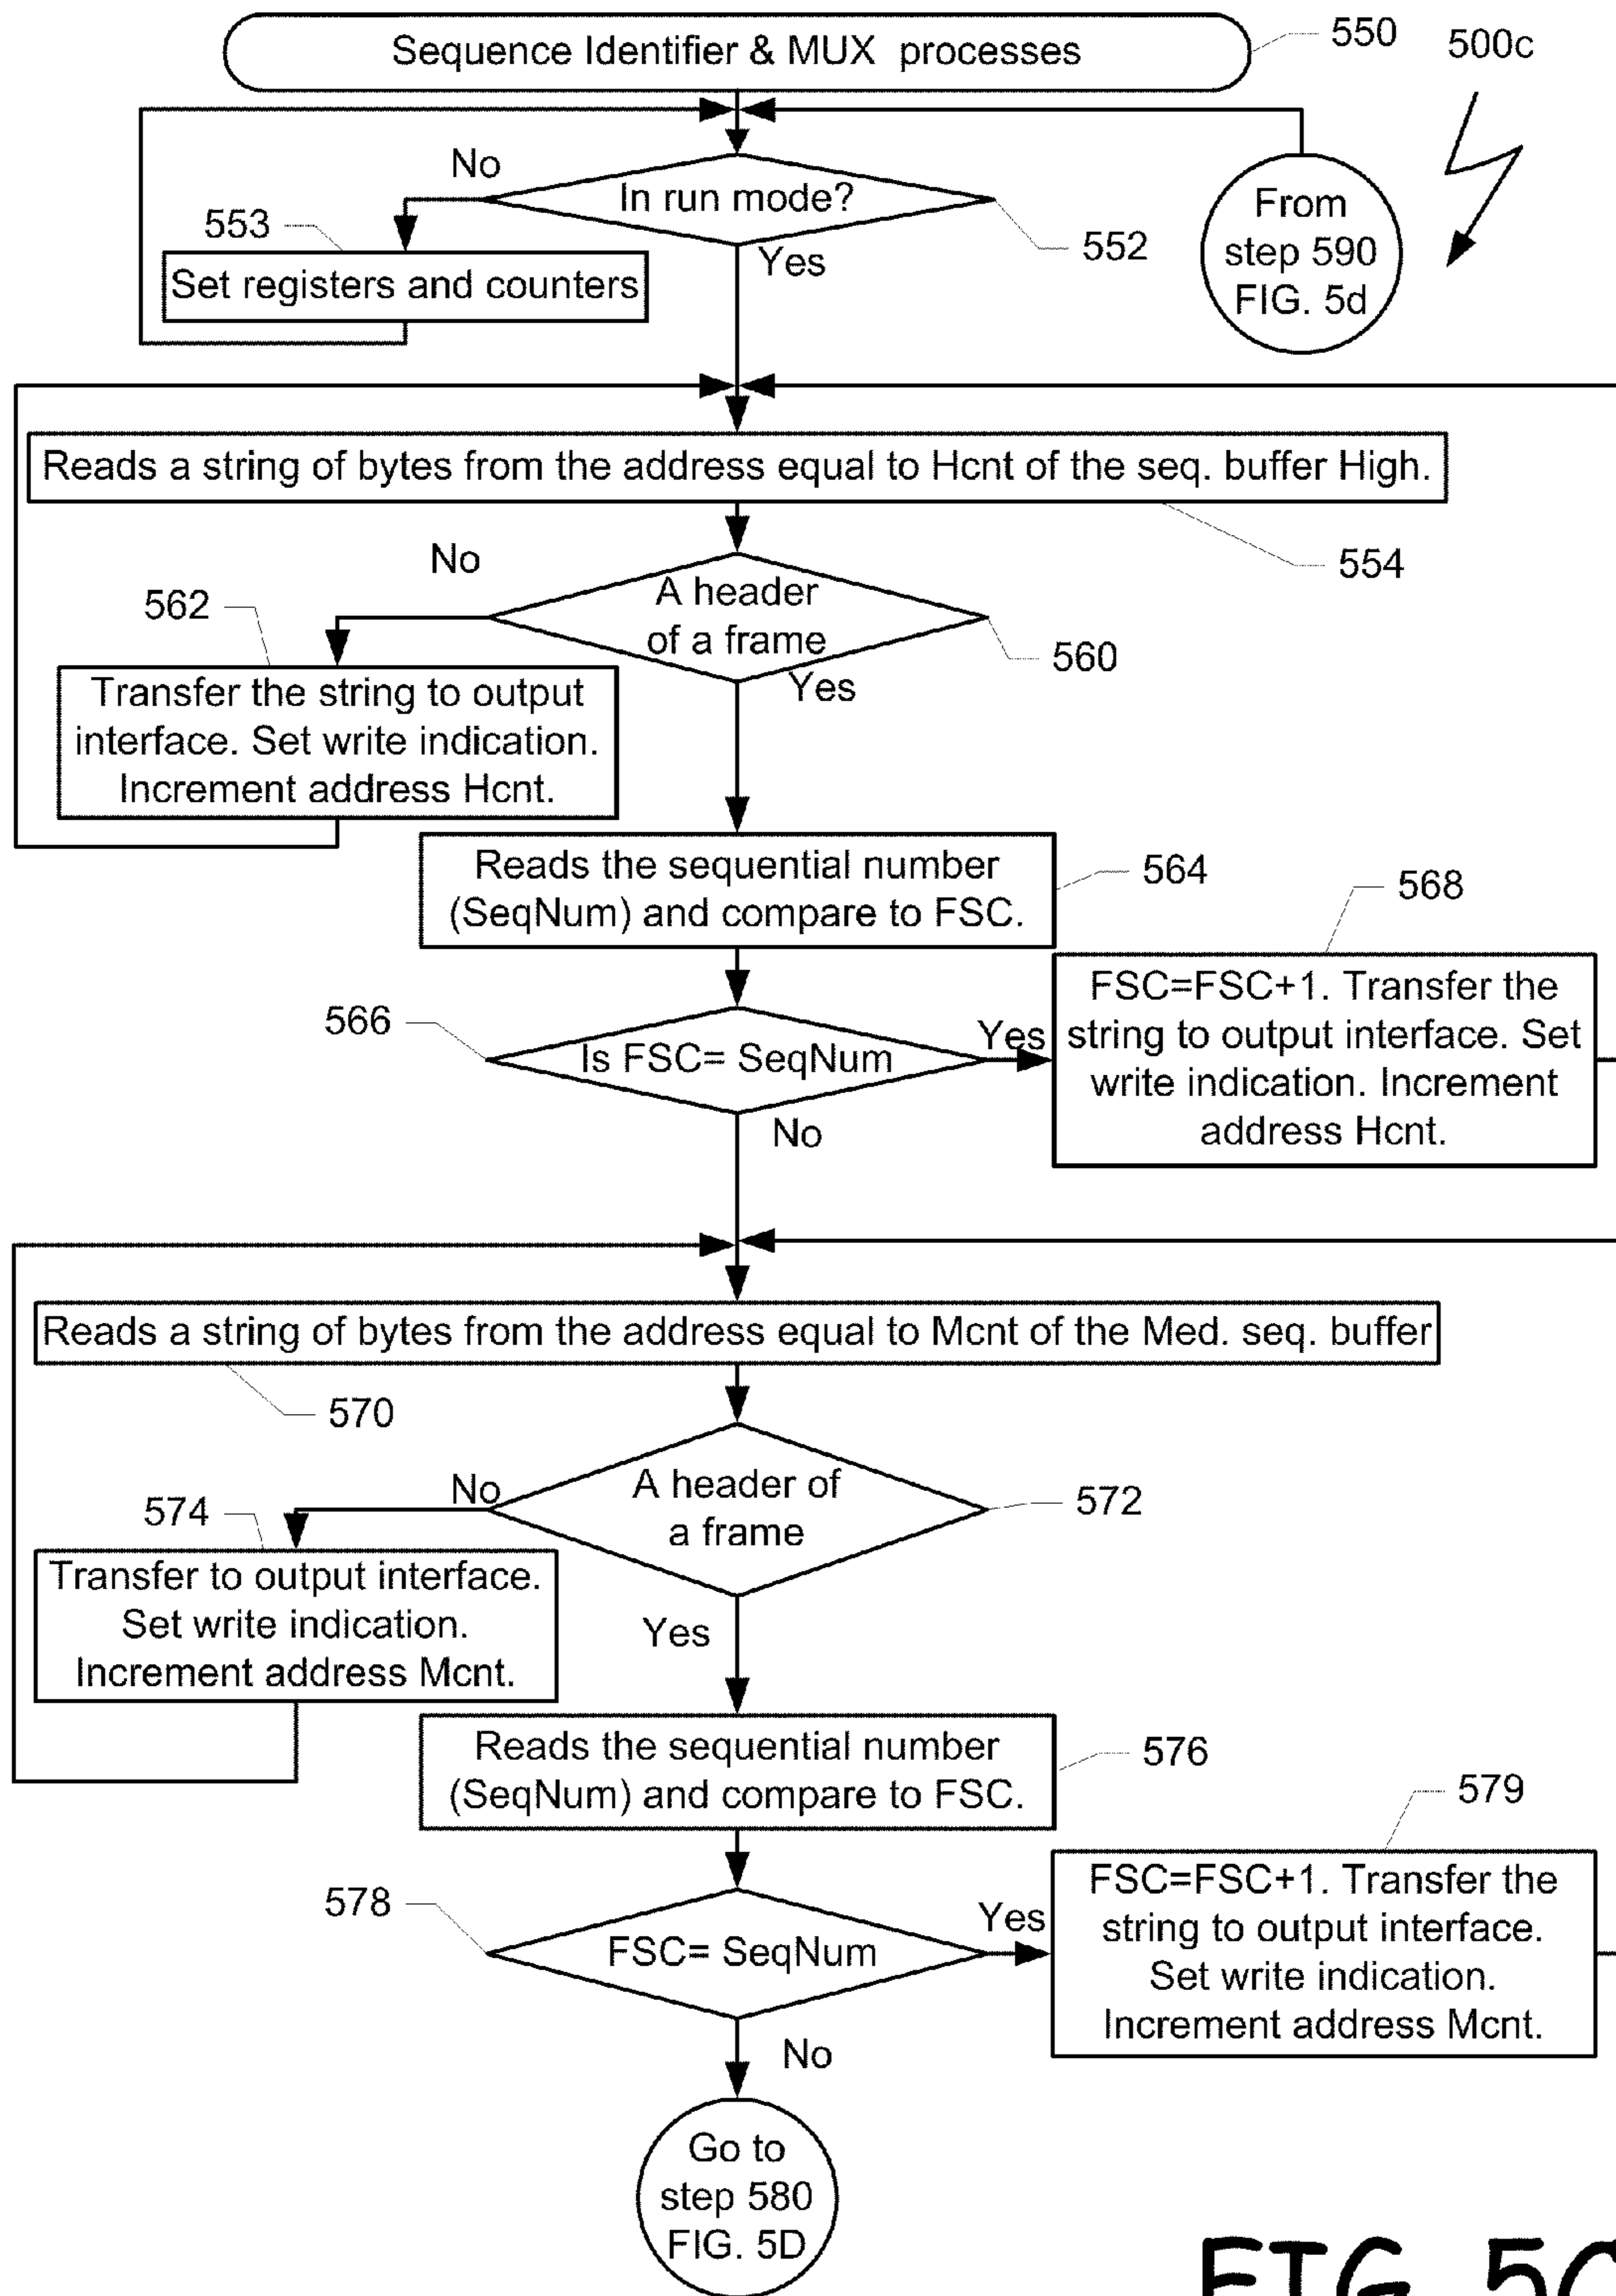 Sequence Identifier & MUX processes
550
500c
No
In run mode?
553
552
From
step 590
FIG. 5d
Yes
Set registers and counters
Reads a string of bytes from the address equal to Hcnt of the seq. buffer High.
554
No
A header
of a frame
562
560
Yes
Transfer the string to output
interface. Set write indication.
Increment address Hcnt.
Reads the sequential number
(SeqNum) and compare to FSC.
564
568
566
Is FSC= SeqNum
Yes
FSC=FSC+1. Transfer the
string to output interface. Set
write indication. Increment
address Hcnt.
No
Reads a string of bytes from the address equal to Mcnt of the Med. seq. buffer
570
No
A header of
a frame
572
574
Transfer to output interface.
Set write indication.
Increment address Mcnt.
Yes
Reads the sequential number
(SeqNum) and compare to FSC.
576
579
578
FSC= SeqNum
Yes
FSC=FSC+1. Transfer the
string to output interface.
Set write indication.
Increment address Mcnt.
No
Go to
step 580
FIG. 5D
FIG. 5C